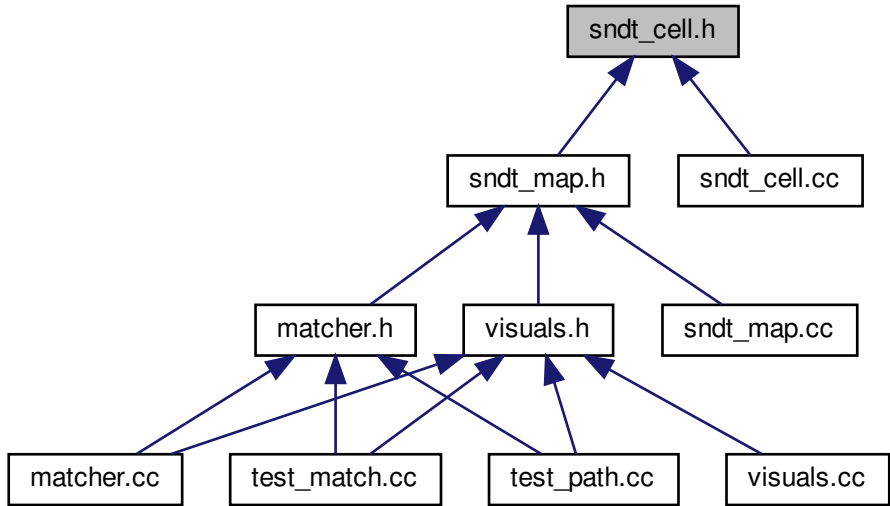 sndt_cell.h
sndt_map.h
sndt_cell.cc
matcher.h
visuals.h
sndt_map.cc
matcher.cc
test_match.cc
test_path.cc
visuals.cc